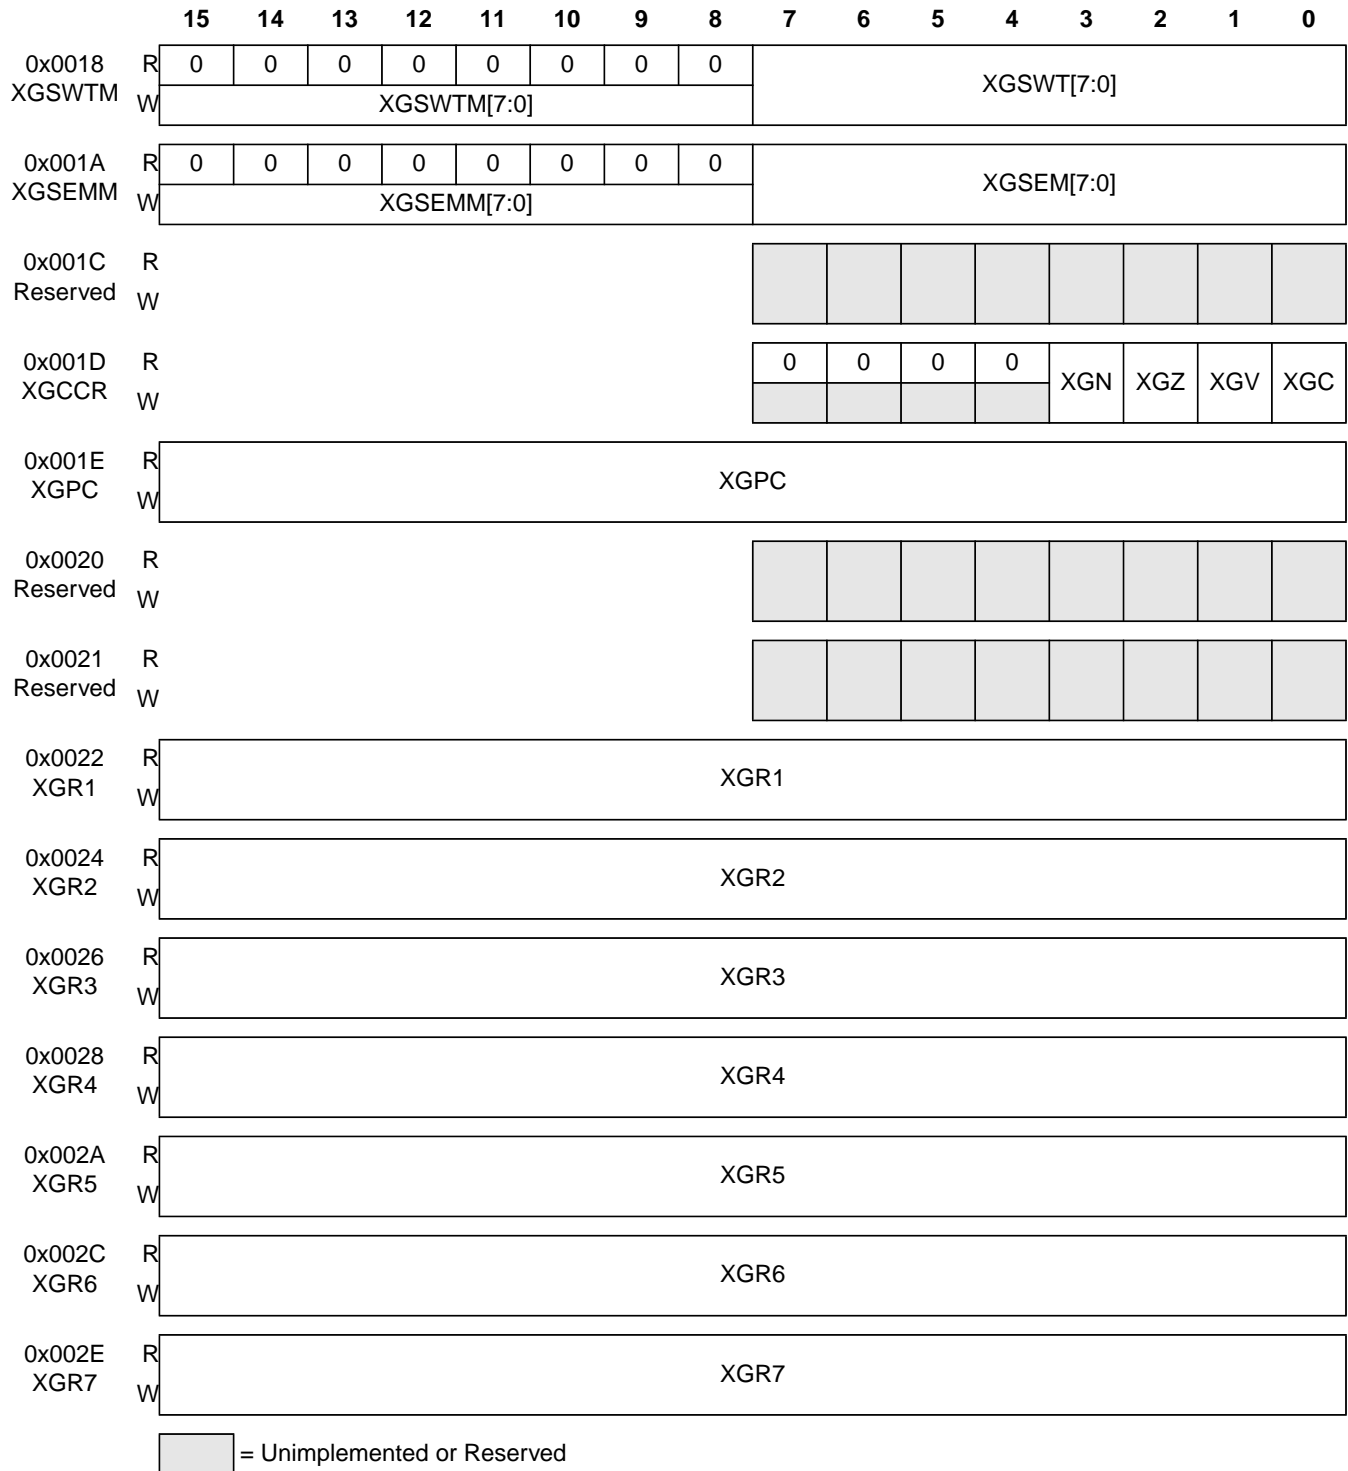 15 14 13 12 11 10 9 8 7 6 5 4 3 2 1 0
0x0018 R 0 0 0 0 0 0 0 0 XGSWT[7:0]
XGSWTM W XGSWTM[7:0]
0x001A R 0 0 0 0 0 0 0 0 XGSEM[7:0]
XGSEMM W XGSEMM[7:0]
0x001C R
Reserved W
0x001D R 0 0 0 0 XGN XGZ XGV XGC
XGCCR W
0x001E R
XGPC W XGPC
0x0020 R
Reserved W
0x0021 R
Reserved W
0x0022 R
XGR1 W XGR1
0x0024 R
XGR2 W XGR2
0x0026 R
XGR3 W XGR3
0x0028 R
XGR4 W XGR4
0x002A R
XGR5 W XGR5
0x002C R
XGR6 W XGR6
0x002E R
XGR7 W XGR7
= Unimplemented or Reserved